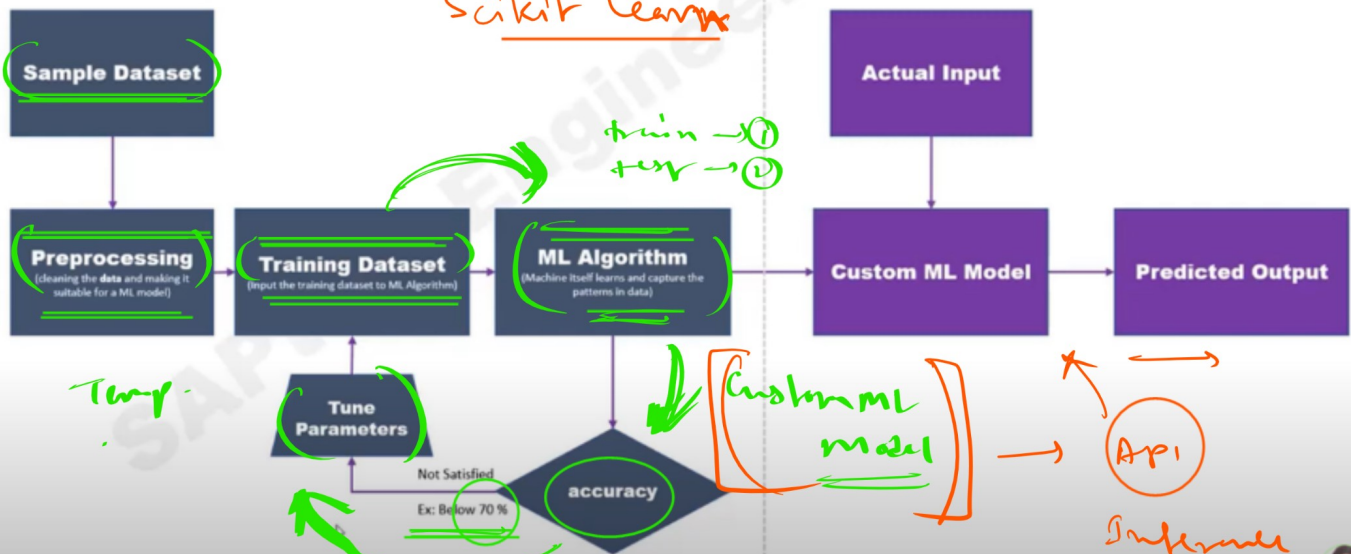 Scikit learn
Sample Dataset
Actual Input
train → 1
test → 2
Preprocessing
(cleaning the data and making it
suitable for a ML model)
Training Dataset
(Input the training dataset to ML Algorithm)
ML Algorithm
(Machine itself learns and capture the
patterns in data)
Custom ML Model
Predicted Output
Temp.
Tune
Parameters
Custom ML
Model
Api
Not Satisfied
Ex: Below 70 %
accuracy
Inference